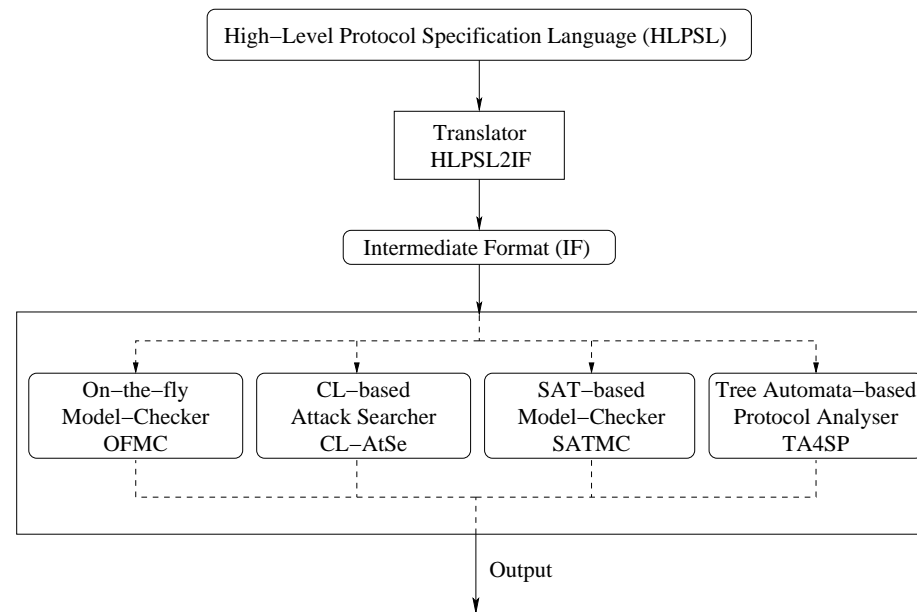 High−Level Protocol Specification Language (HLPSL)
Translator
HLPSL2IF
Intermediate Format (IF)
On−the−fly
Model−Checker
OFMC
CL−based
Attack Searcher
CL−AtSe
SAT−based
Model−Checker
SATMC
Tree Automata−based
Protocol Analyser
TA4SP
Output